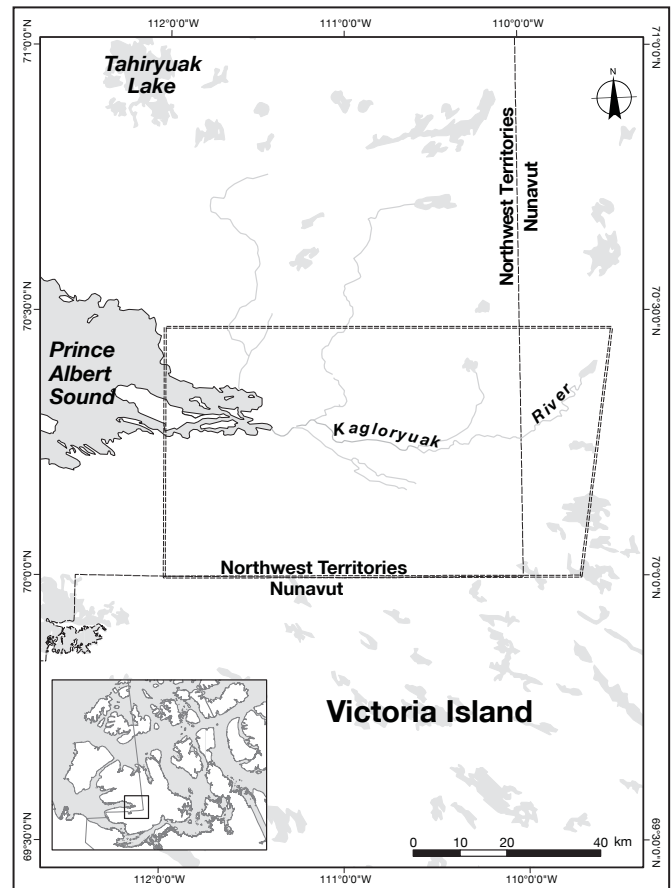 112°0'0"W 111°0'0"W 110°0'0"W
71°0'0"N
71°0'0"N
Tahiryuak
Lake
N
Northwest Territories
Nunavut
70°30'0"N
70°30'0"N
Prince
Albert
Sound
Kagloryuak River
70°0'0"N
70°0'0"N
Northwest Territories
Nunavut
Victoria Island
69°30'0"N
69°30'0"N
0 10 20 40 km
112°0'0"W 111°0'0"W 110°0'0"W